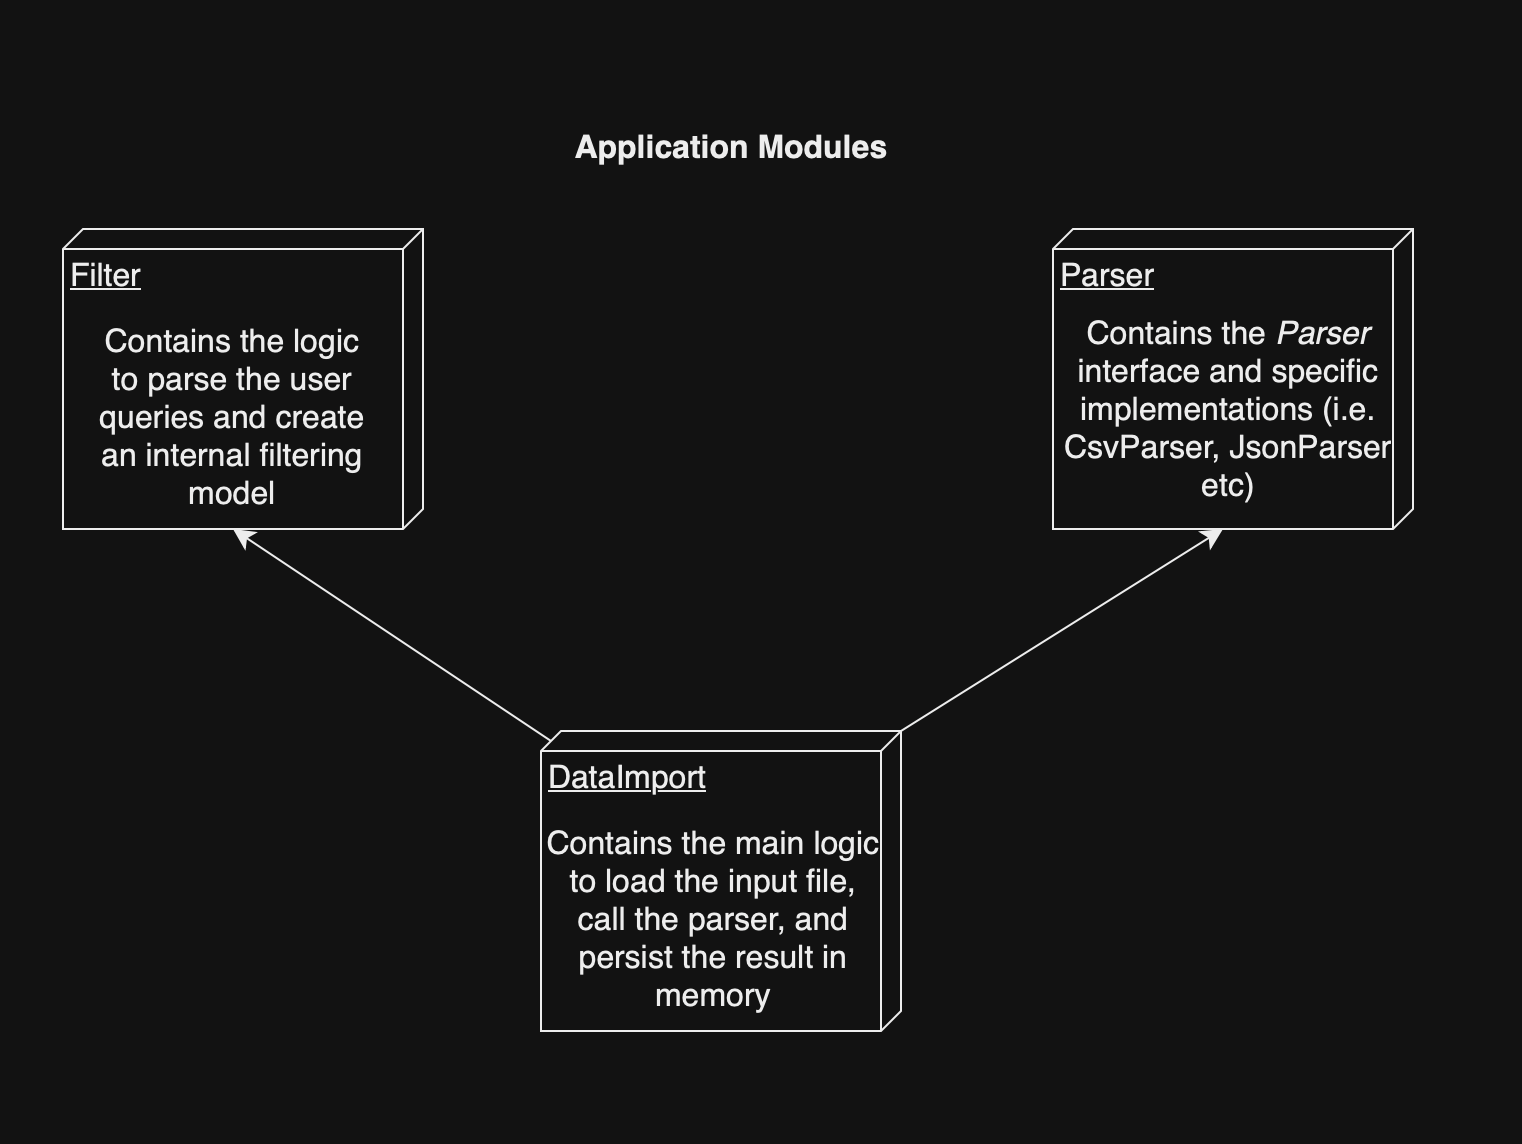 Application Modules
Filter
Contains the logic
to parse the user
queries and create
an internal filtering
model
Parser
Contains the Parser
interface and specific
implementations (i.e.
CsvParser, JsonParser
etc)
DataImport
Contains the main logic
to load the input file,
call the parser, and
persist the result in
memory